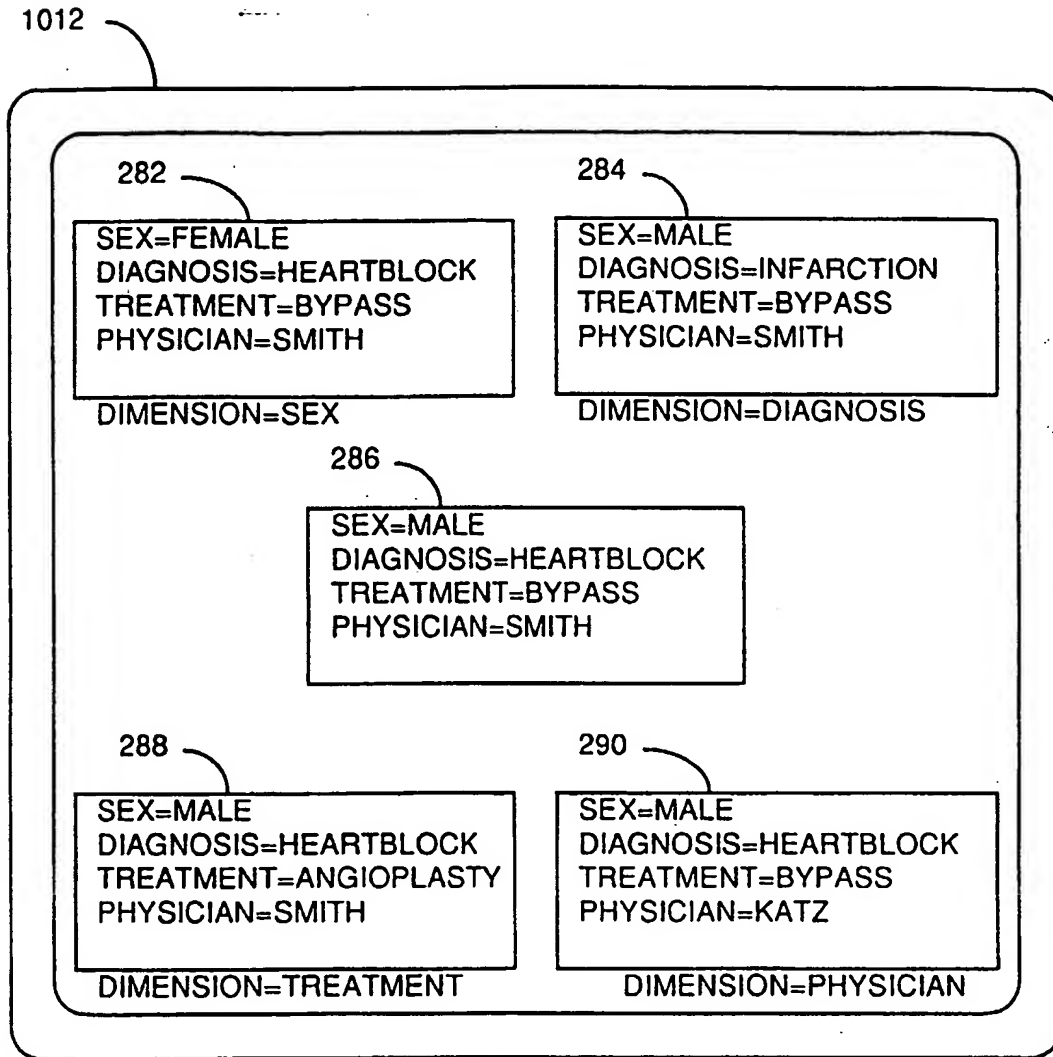 1012
282
SEX=FEMALE
DIAGNOSIS=HEARTBLOCK
TREATMENT=BYPASS
PHYSICIAN=SMITH
DIMENSION=SEX
284
SEX=MALE
DIAGNOSIS=INFARCTION
TREATMENT=BYPASS
PHYSICIAN=SMITH
DIMENSION=DIAGNOSIS
286
SEX=MALE
DIAGNOSIS=HEARTBLOCK
TREATMENT=BYPASS
PHYSICIAN=SMITH
288
SEX=MALE
DIAGNOSIS=HEARTBLOCK
TREATMENT=ANGIOPLASTY
PHYSICIAN=SMITH
DIMENSION=TREATMENT
290
SEX=MALE
DIAGNOSIS=HEARTBLOCK
TREATMENT=BYPASS
PHYSICIAN=KATZ
DIMENSION=PHYSICIAN